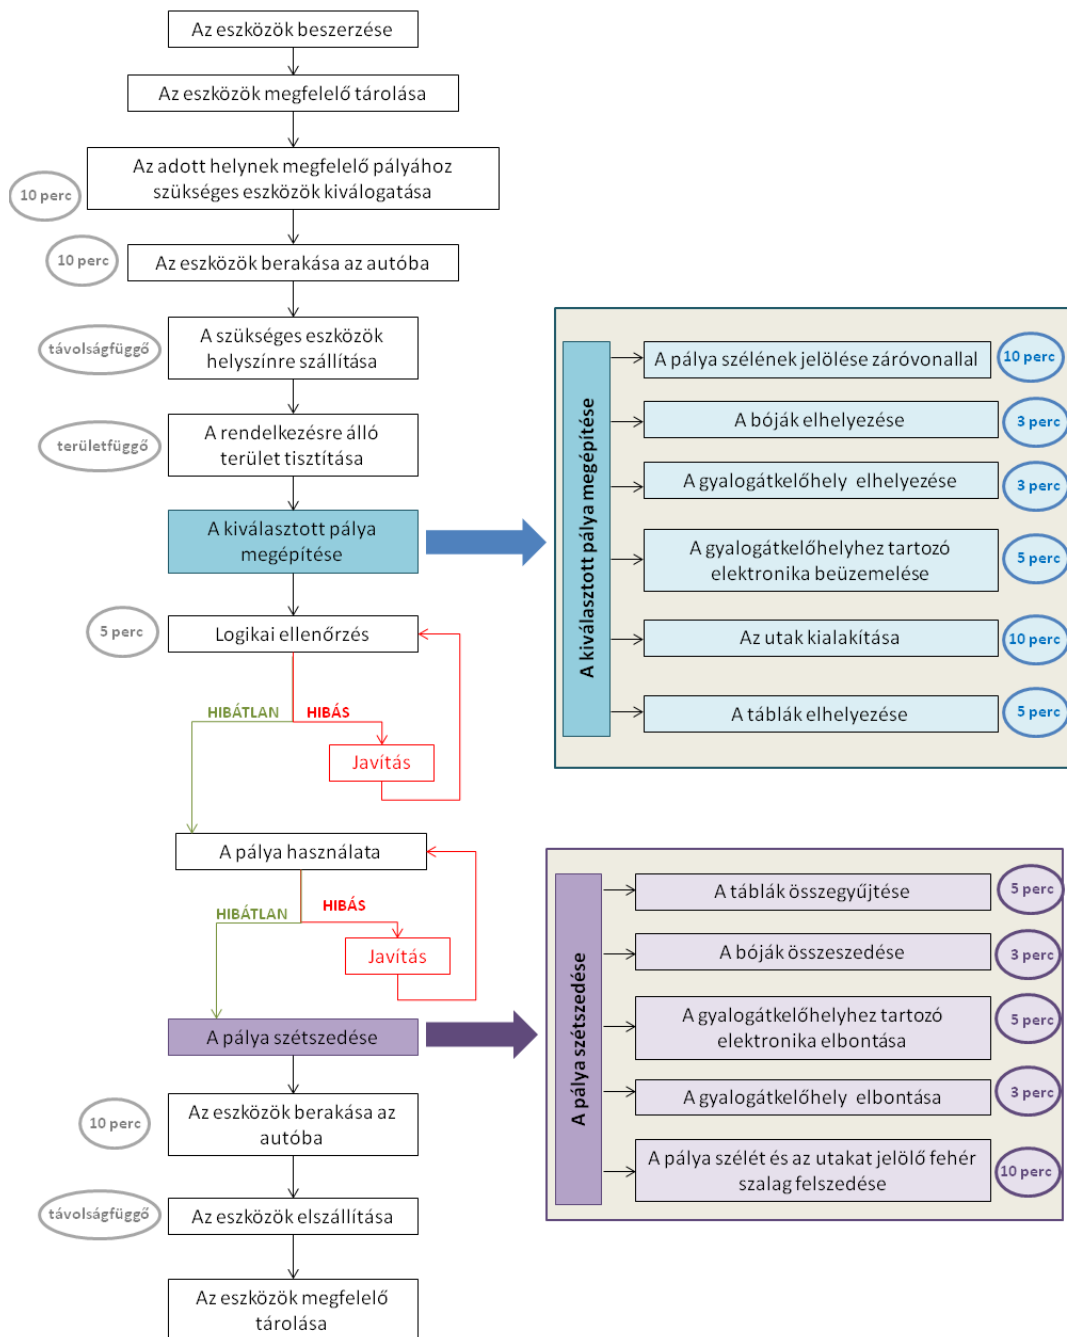 Az eszközök beszerzése
Az eszközök megfelelő tárolása
Az adott helynek megfelelő pályához
szükséges eszközök kiválogatása
10 perc
Az eszközök berakása az autóba
10 perc
A szükséges eszközök
helyszínre szállítása
távolságfüggő
A rendelkezésre álló
terület tisztítása
területfüggő
A kiválasztott pálya
megépítése
Logikai ellenőrzés
5 perc
HIBÁTLAN
HIBÁS
Javítás
A pálya használata
HIBÁTLAN
HIBÁS
Javítás
A pálya szétszedése
Az eszközök berakása az
autóba
10 perc
Az eszközök elszállítása
távolságfüggő
Az eszközök megfelelő
tárolása
A kiválasztott pálya megépítése
A pálya szélének jelölése záróvonallal
10 perc
A bóják elhelyezése
3 perc
A gyalogátkelőhely elhelyezése
3 perc
A gyalogátkelőhelyhez tartozó
elektronika beüzemelése
5 perc
Az utak kialakítása
10 perc
A táblák elhelyezése
5 perc
A pálya szétszedése
A táblák összegyűjtése
5 perc
A bóják összeszedése
3 perc
A gyalogátkelőhelyhez tartozó
elektronika elbontása
5 perc
A gyalogátkelőhely elbontása
3 perc
A pálya szélét és az utakat jelölő fehér
szalag felszedése
10 perc